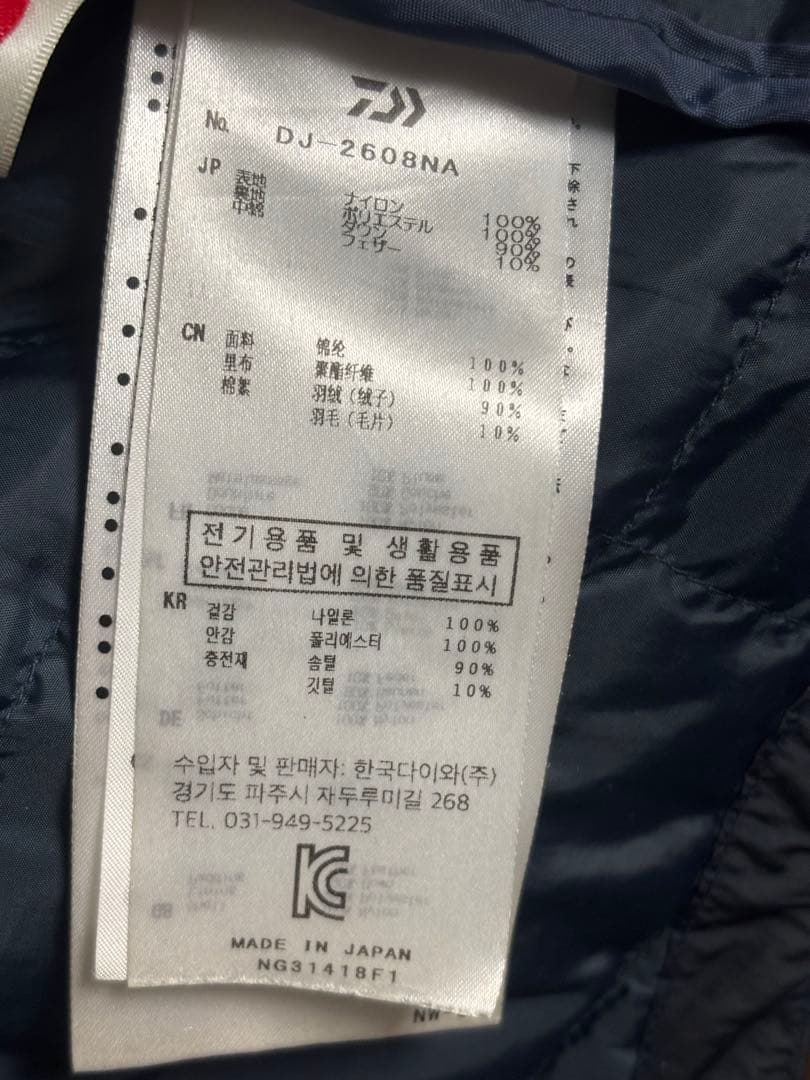 No. DJ-2608NA
JP 表地 ナイロン 100%
裏地 ポリエステル 100%
中綿 ダウン 90%
フェザー 10%
CN 面料 锦纶 100%
里布 聚酯纤维 100%
棉絮 羽绒（绒子） 90%
羽毛（毛片） 10%
전기용품 및 생활용품
안전관리법에 의한 품질표시
KR 겉감 나일론 100%
안감 폴리에스터 100%
충전재 솜털 90%
깃털 10%
수입자 및 판매자: 한국다이와(주)
경기도 파주시 자두루미길 268
TEL. 031-949-5225
KC
MADE IN JAPAN
NG31418F1
NW